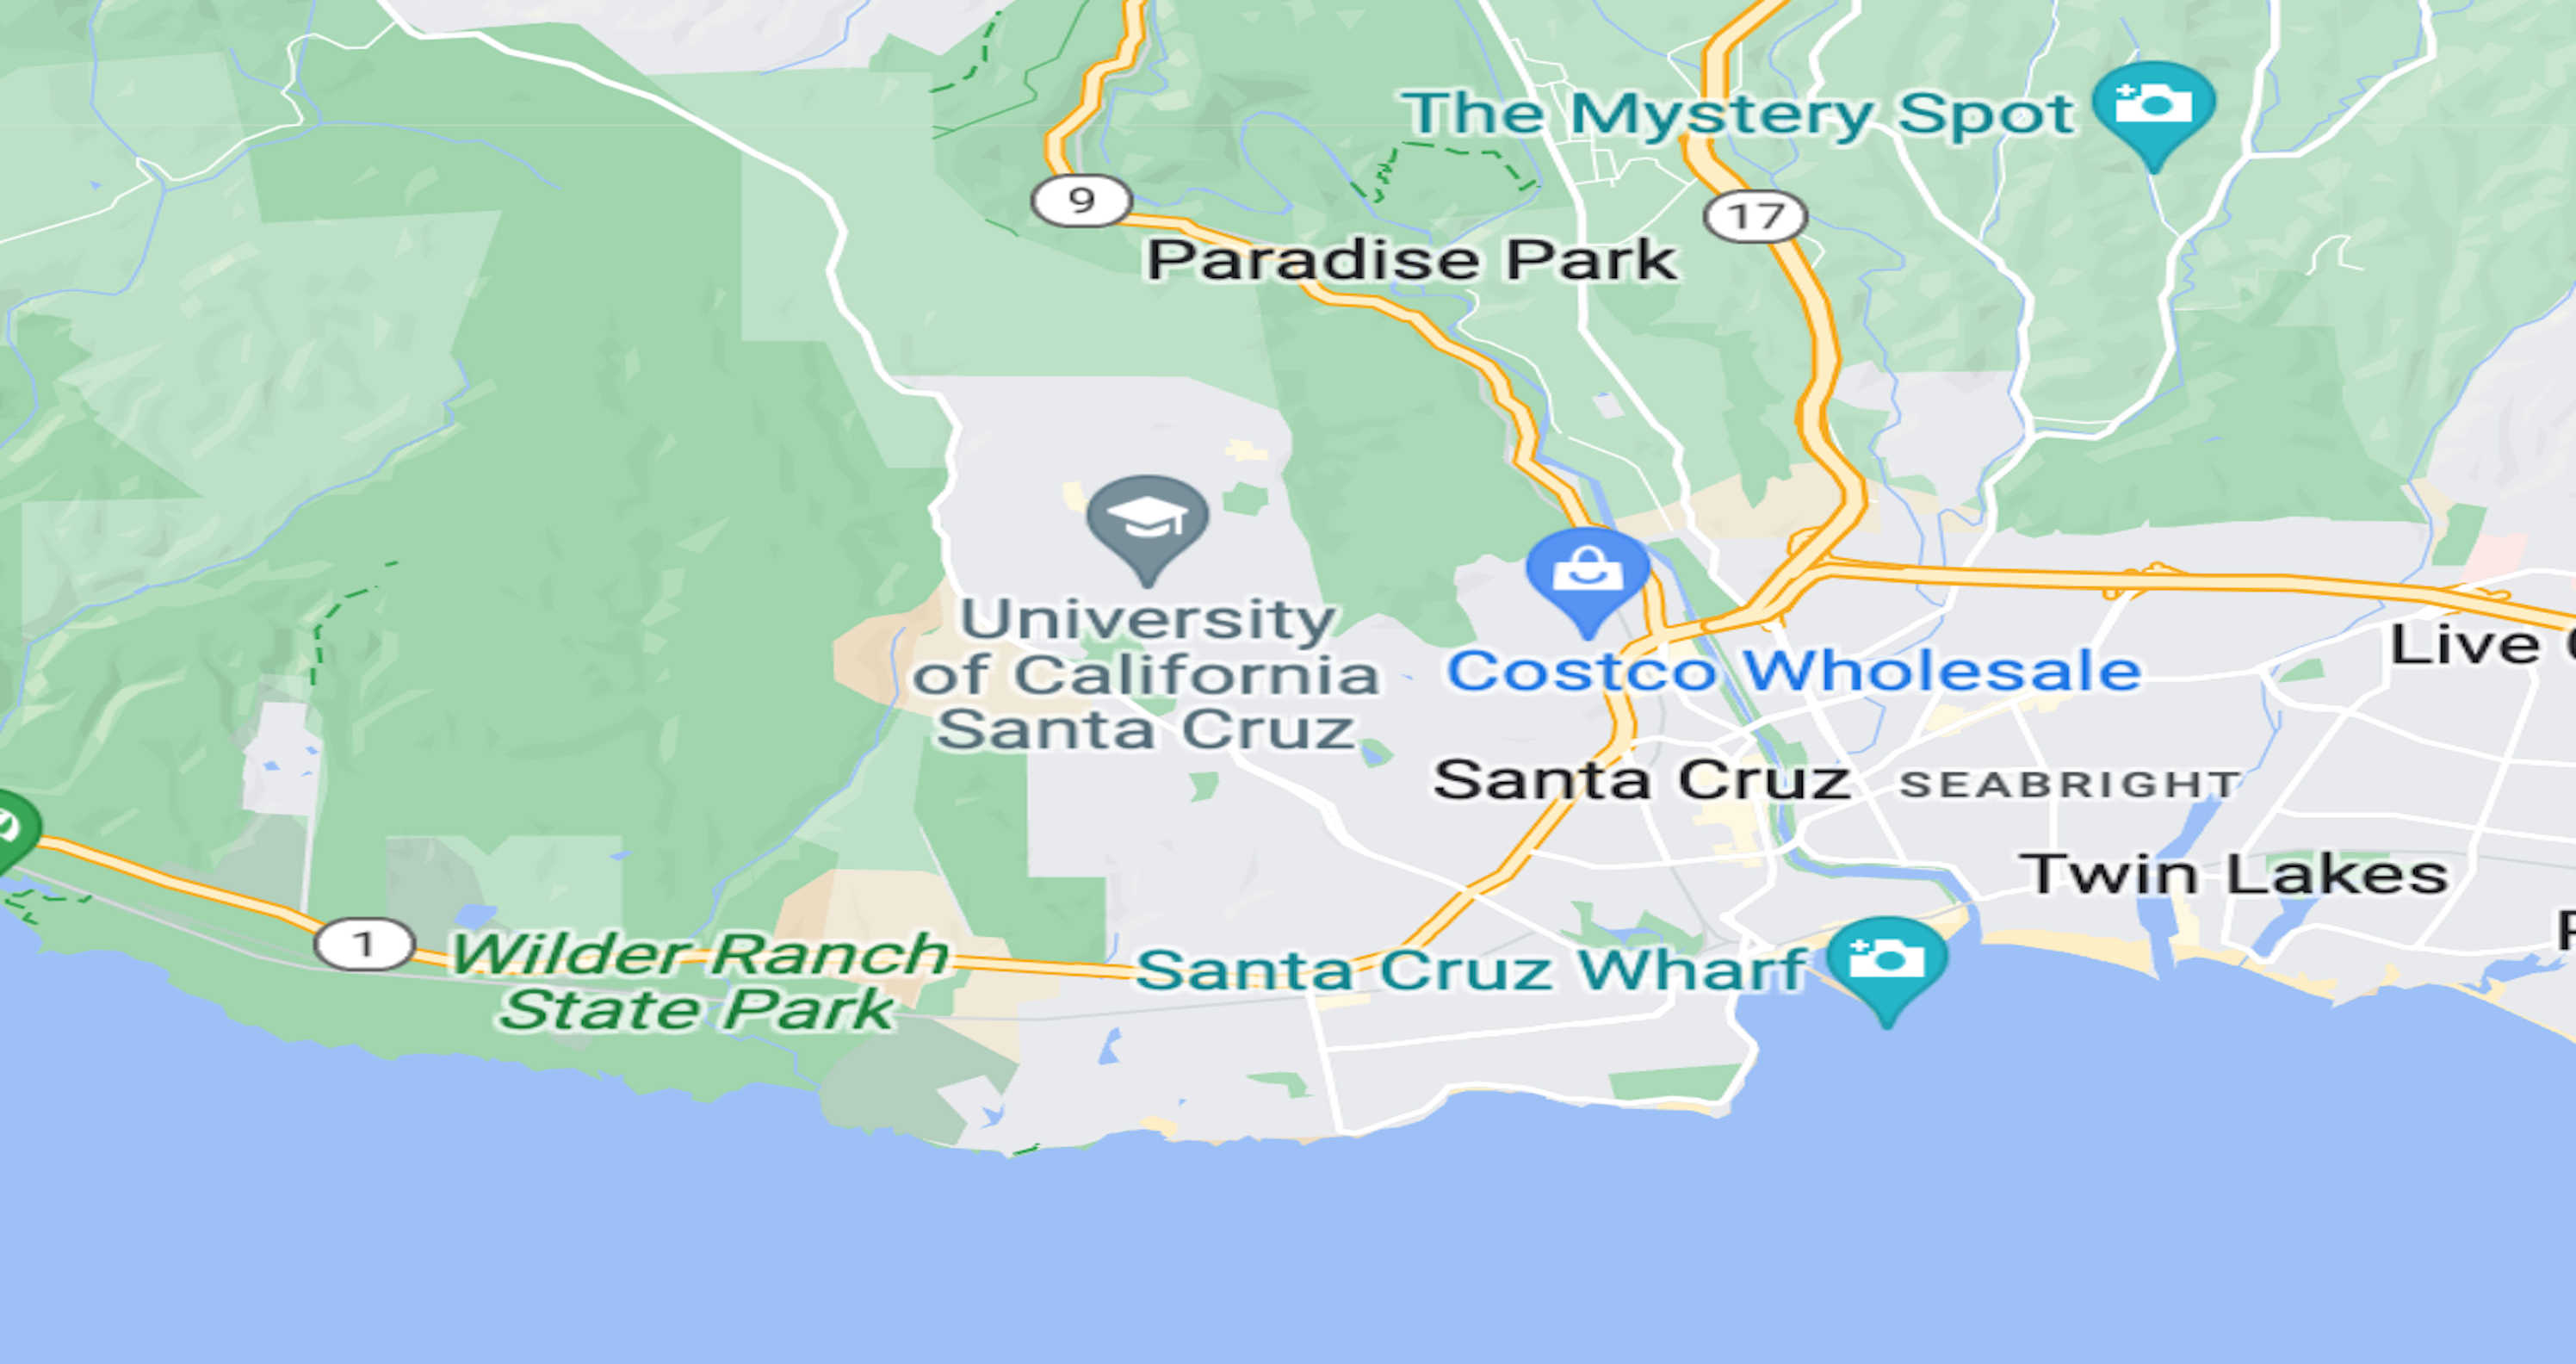 The Mystery Spot
9
17
Paradise Park
University
of California
Santa Cruz
Costco Wholesale
Live
Santa Cruz
SEABRIGHT
Twin Lakes
1
Wilder Ranch
State Park
Santa Cruz Wharf